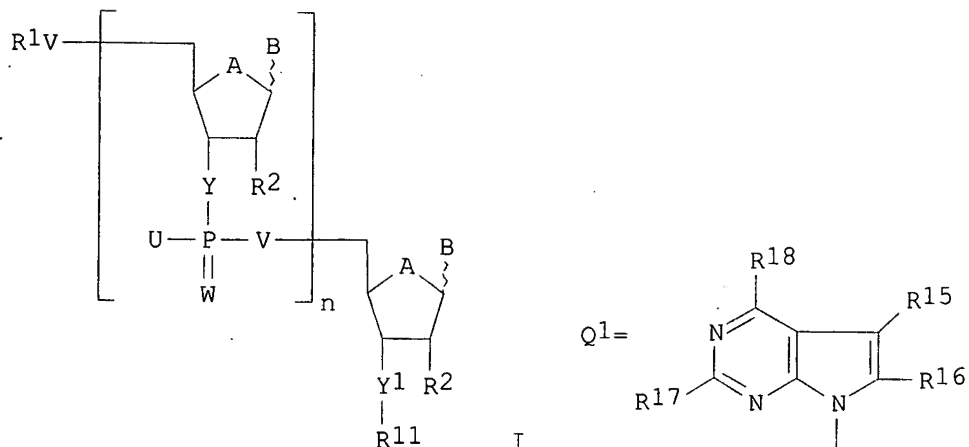 R1V
B
A
Y R2
U P V
W
n
B
A
Y1 R2
R11
I
Q1=
R18
R15
N
R16
R17 N N